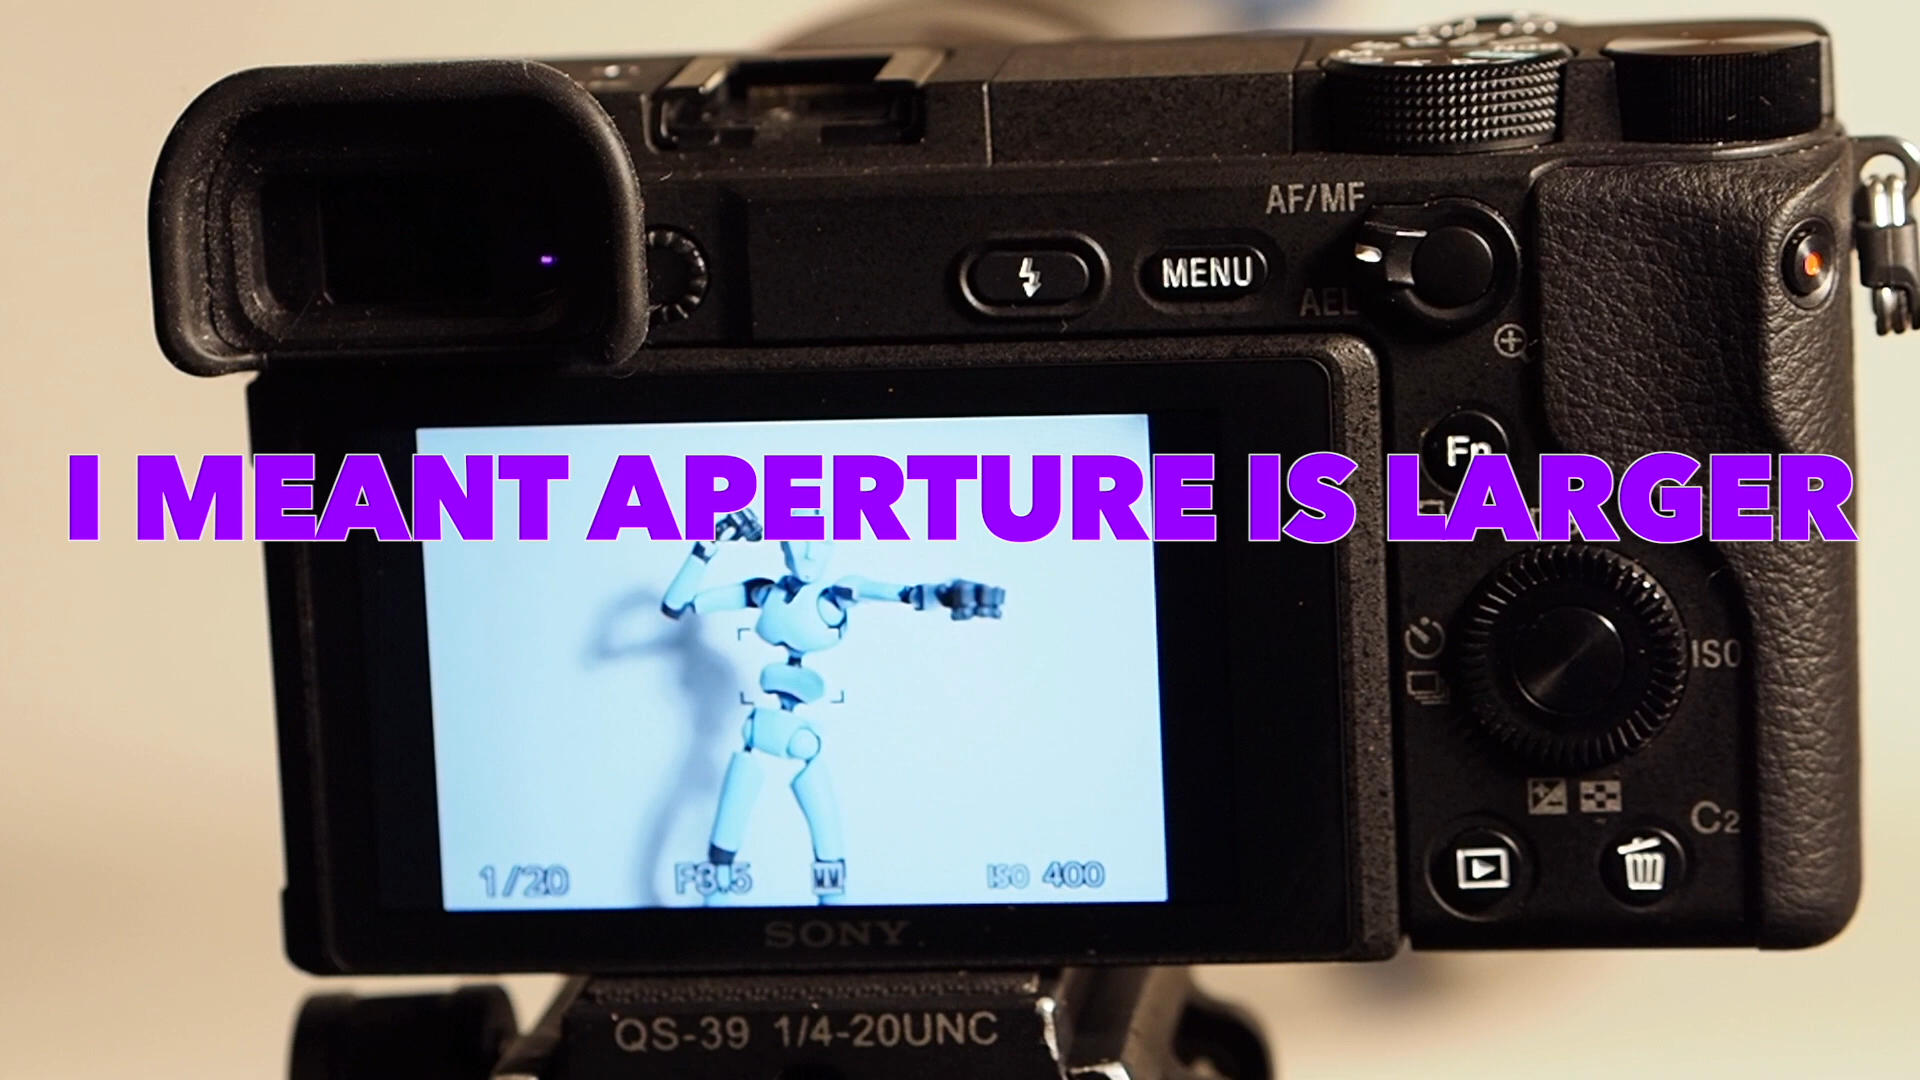 AF/MF
MENU
AEL
Fn
I MEANT APERTURE IS LARGER
ISO
1/20 F3.5 MM ISO 400
C2
SONY
QS-39 1/4-20UNC